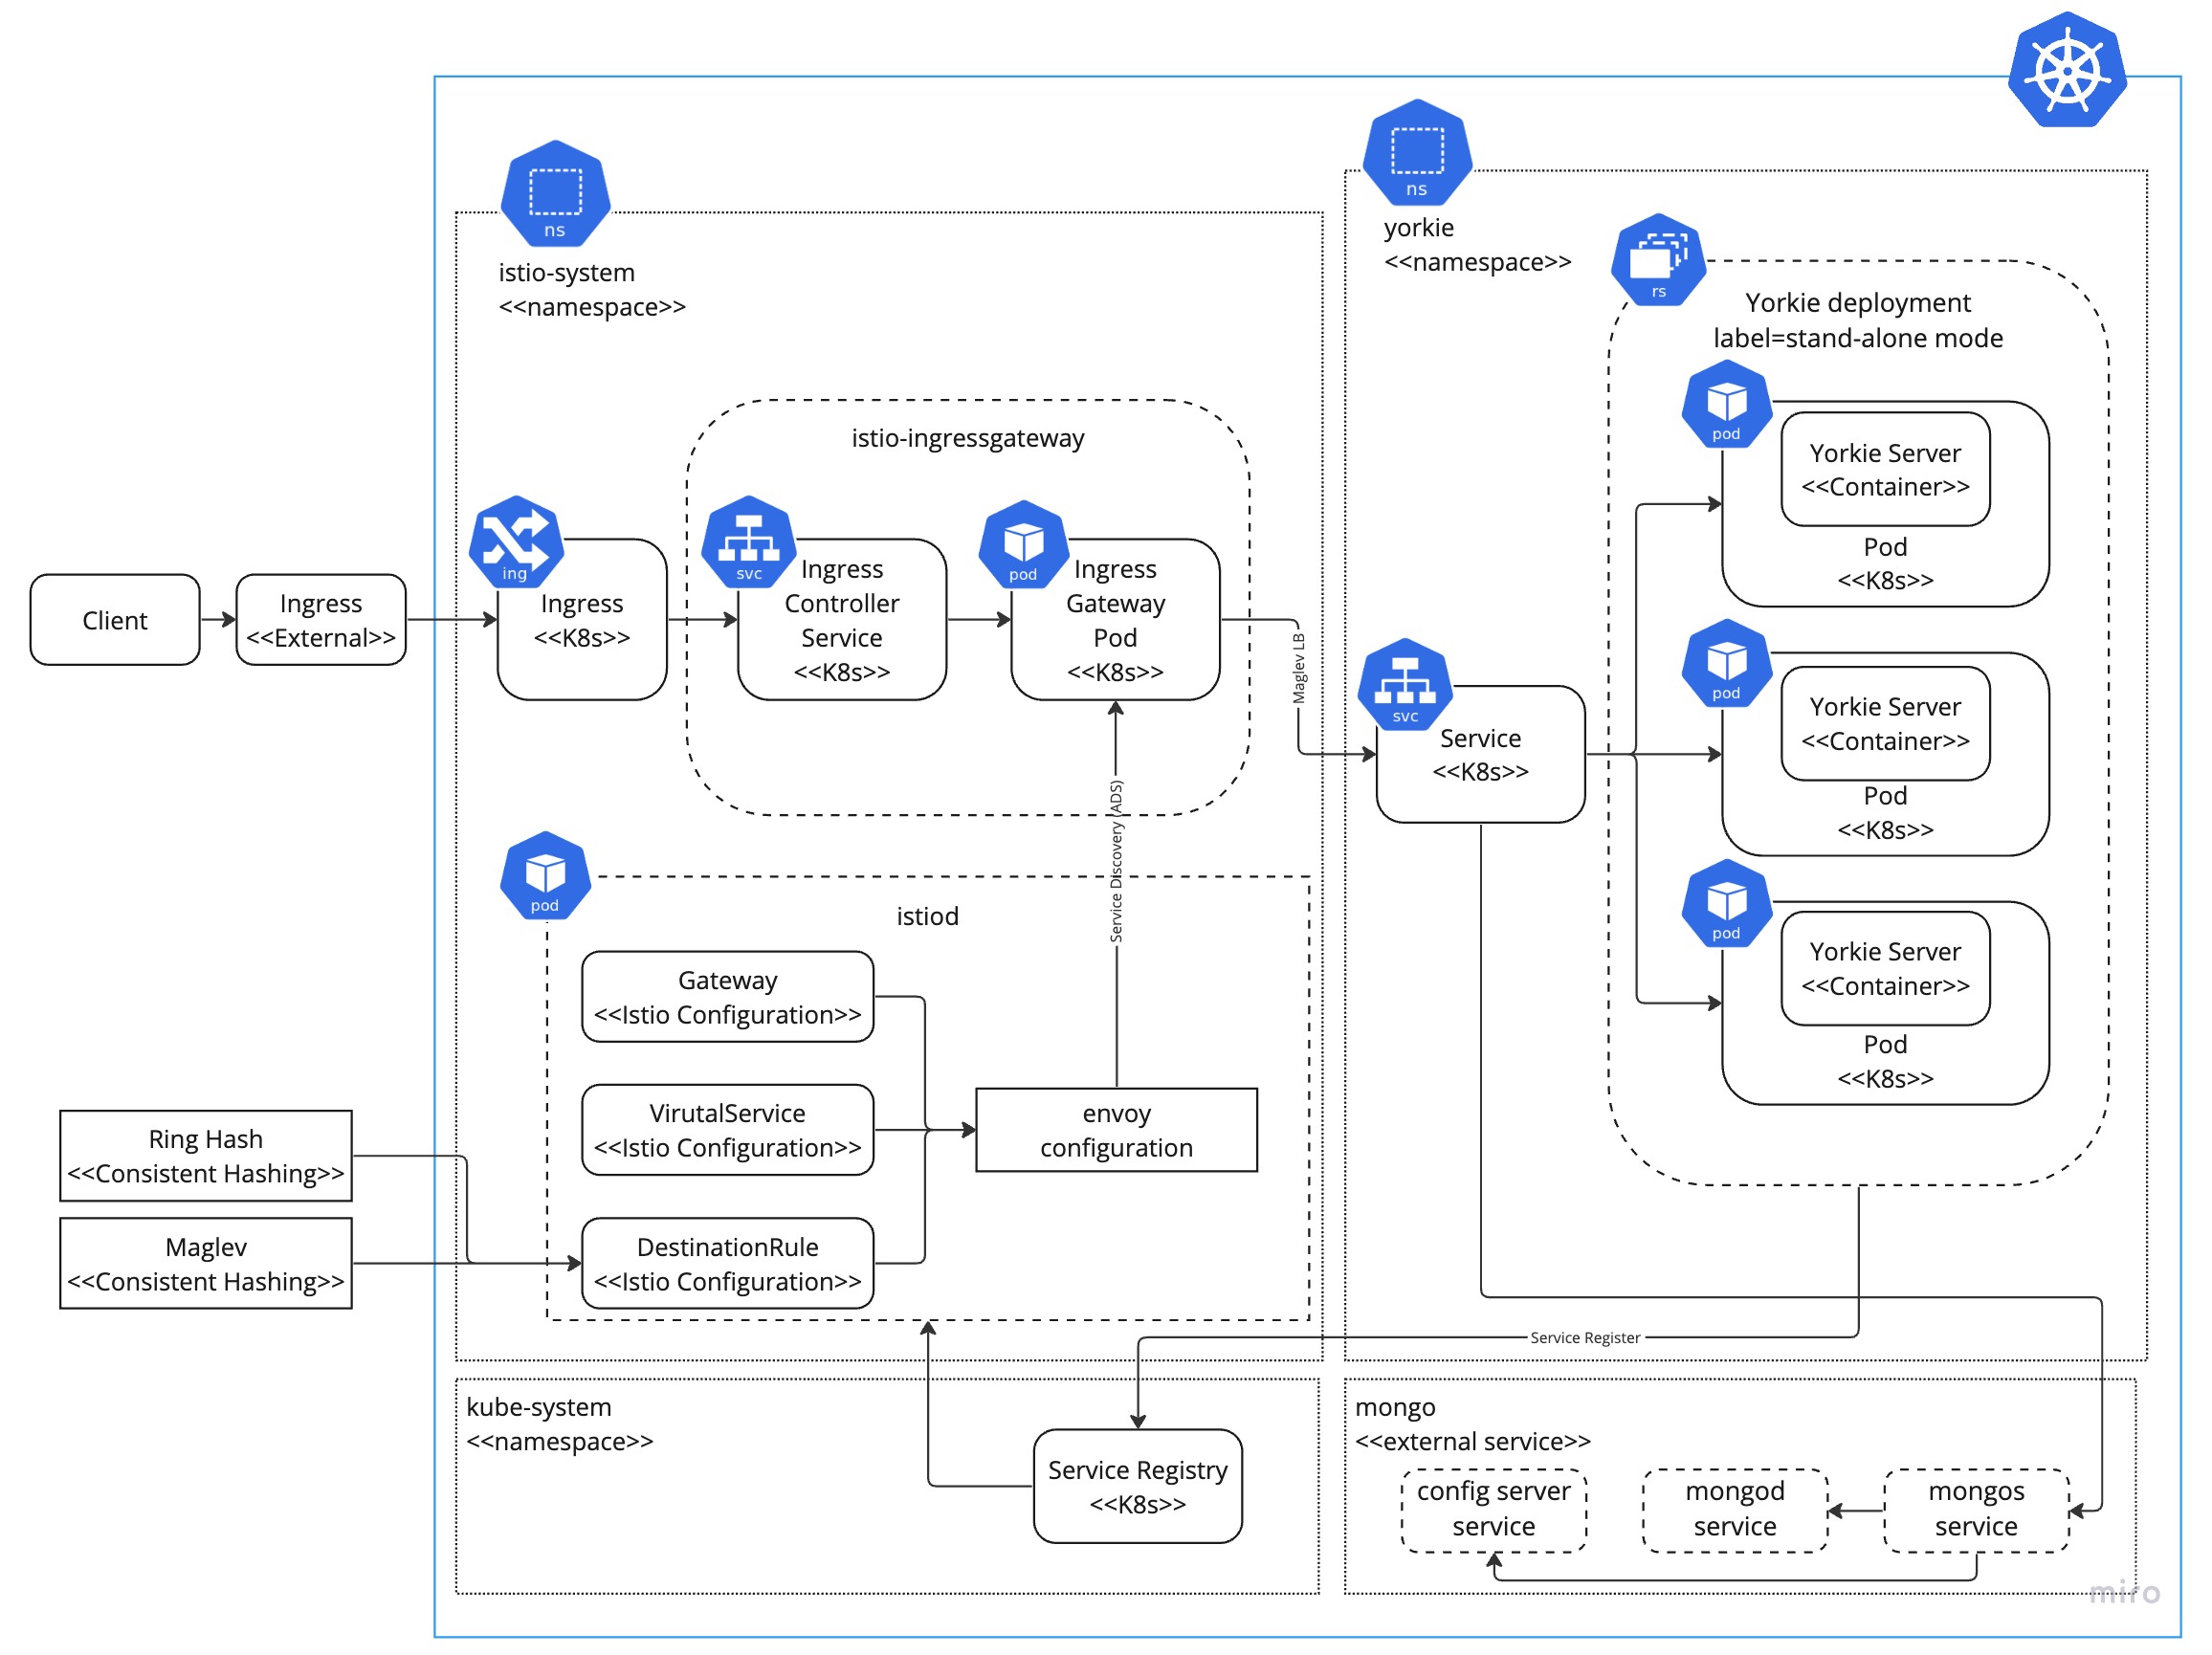 ns
istio-system
<<namespace>>
ns
yorkie
<<namespace>>
rs
Yorkie deployment
label=stand-alone mode
istio-ingressgateway
Client
Ingress
<<External>>
ing
Ingress
<<K8s>>
svc
Ingress
Controller
Service
<<K8s>>
pod
Ingress
Gateway
Pod
<<K8s>>
Maglev LB
svc
Service
<<K8s>>
pod
Yorkie Server
<<Container>>
Pod
<<K8s>>
pod
Yorkie Server
<<Container>>
Pod
<<K8s>>
pod
Yorkie Server
<<Container>>
Pod
<<K8s>>
Service Discovery (ADS)
pod
istiod
Gateway
<<Istio Configuration>>
VirutalService
<<Istio Configuration>>
DestinationRule
<<Istio Configuration>>
envoy
configuration
Ring Hash
<<Consistent Hashing>>
Maglev
<<Consistent Hashing>>
Service Register
kube-system
<<namespace>>
Service Registry
<<K8s>>
mongo
<<external service>>
config server
service
mongod
service
mongos
service
miro